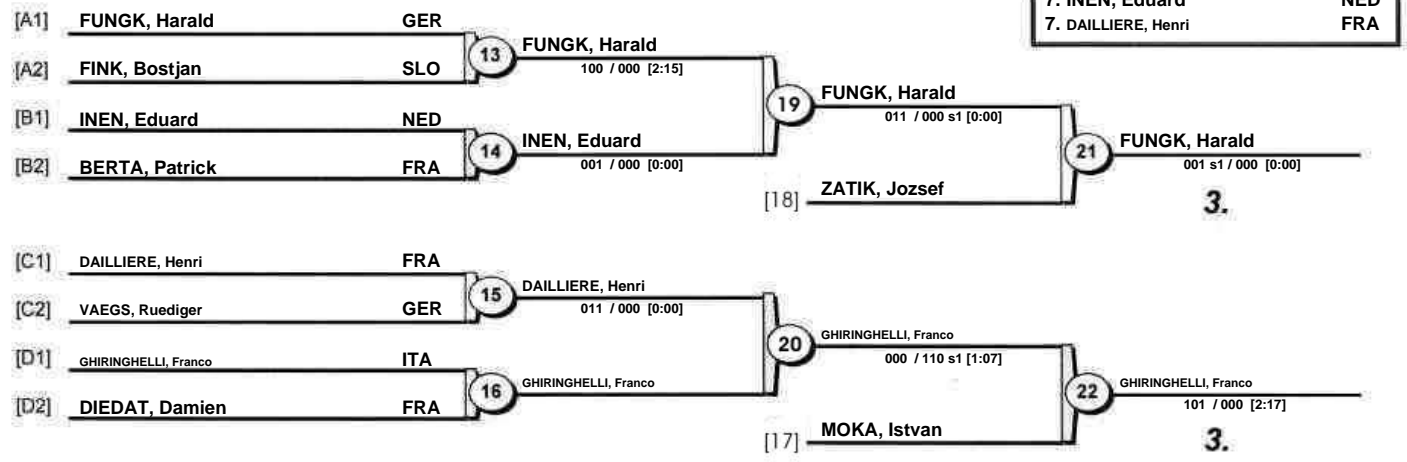 7. INEN, Eduard NED
7. DAILLIERE, Henri FRA
[A1] FUNGK, Harald GER
13 FUNGK, Harald
100 / 000 [2:15]
[A2] FINK, Bostjan SLO
19 FUNGK, Harald
011 / 000 s1 [0:00]
[B1] INEN, Eduard NED
14 INEN, Eduard
001 / 000 [0:00]
21 FUNGK, Harald
001 s1 / 000 [0:00]
[B2] BERTA, Patrick FRA
[18] ZATIK, Jozsef
3.
[C1] DAILLIERE, Henri FRA
15 DAILLIERE, Henri
011 / 000 [0:00]
[C2] VAEGS, Ruediger GER
20 GHIRINGHELLI, Franco
000 / 110 s1 [1:07]
[D1] GHIRINGHELLI, Franco ITA
16 GHIRINGHELLI, Franco
22 GHIRINGHELLI, Franco
101 / 000 [2:17]
[D2] DIEDAT, Damien FRA
[17] MOKA, Istvan
3.